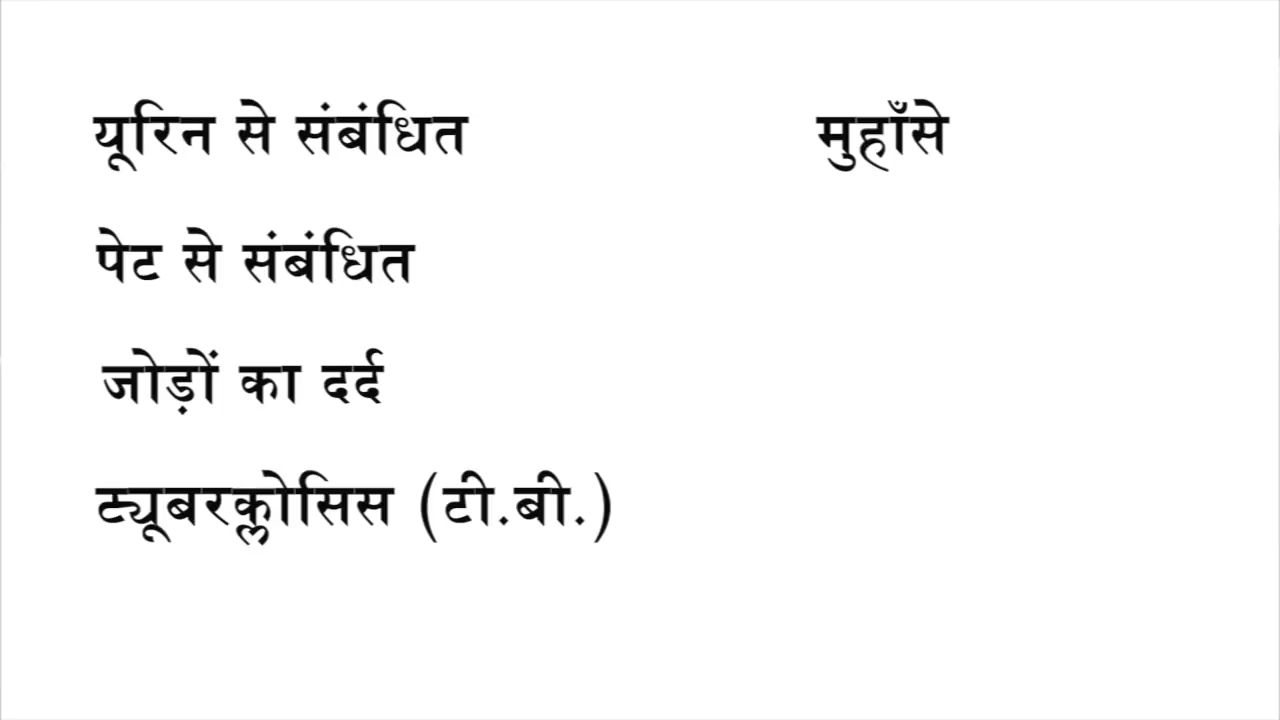 यूरिन से संबंधित
मुहाँसे
पेट से संबंधित
जोड़ों का दर्द
ट्यूबरक्लोसिस (टी.बी.)